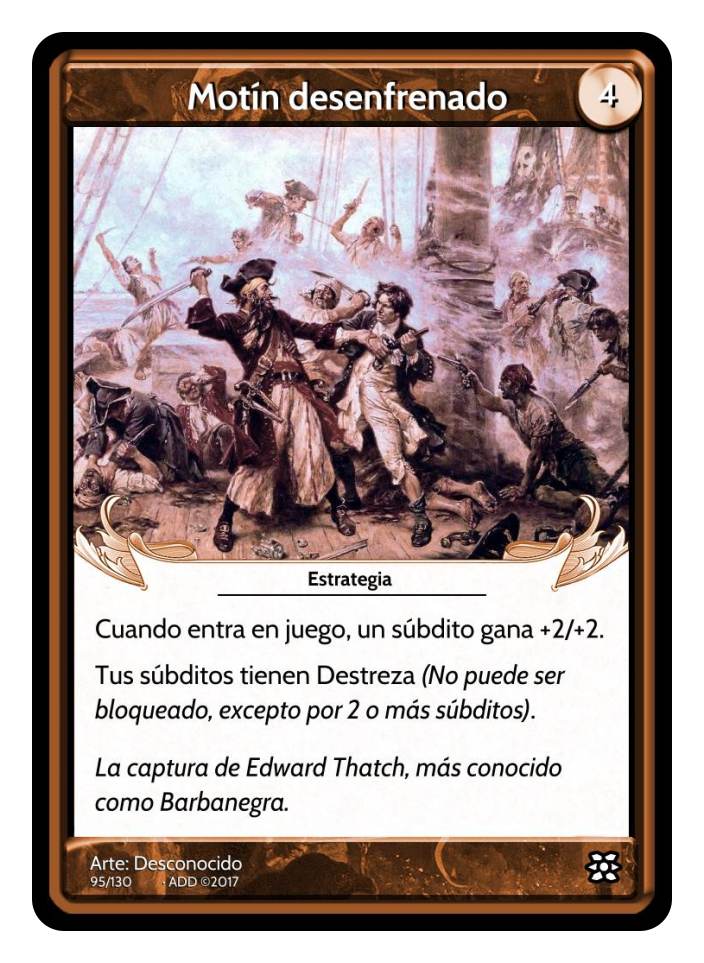 Motín desenfrenado
4
Estrategia
Cuando entra en juego, un súbdito gana +2/+2.
Tus súbditos tienen Destreza (No puede ser
bloqueado, excepto por 2 o más súbditos).
La captura de Edward Thatch, más conocido
como Barbanegra.
Arte: Desconocido
95/130 · ADD ©2017